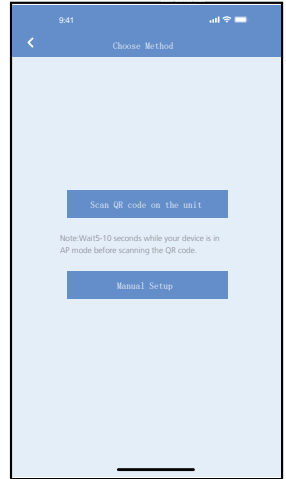 9:41
Choose Method
Scan QR code on the unit
Note:Wart5-10 seconds while your device is in
AP mode before scanning the QR code.
Manual Setup